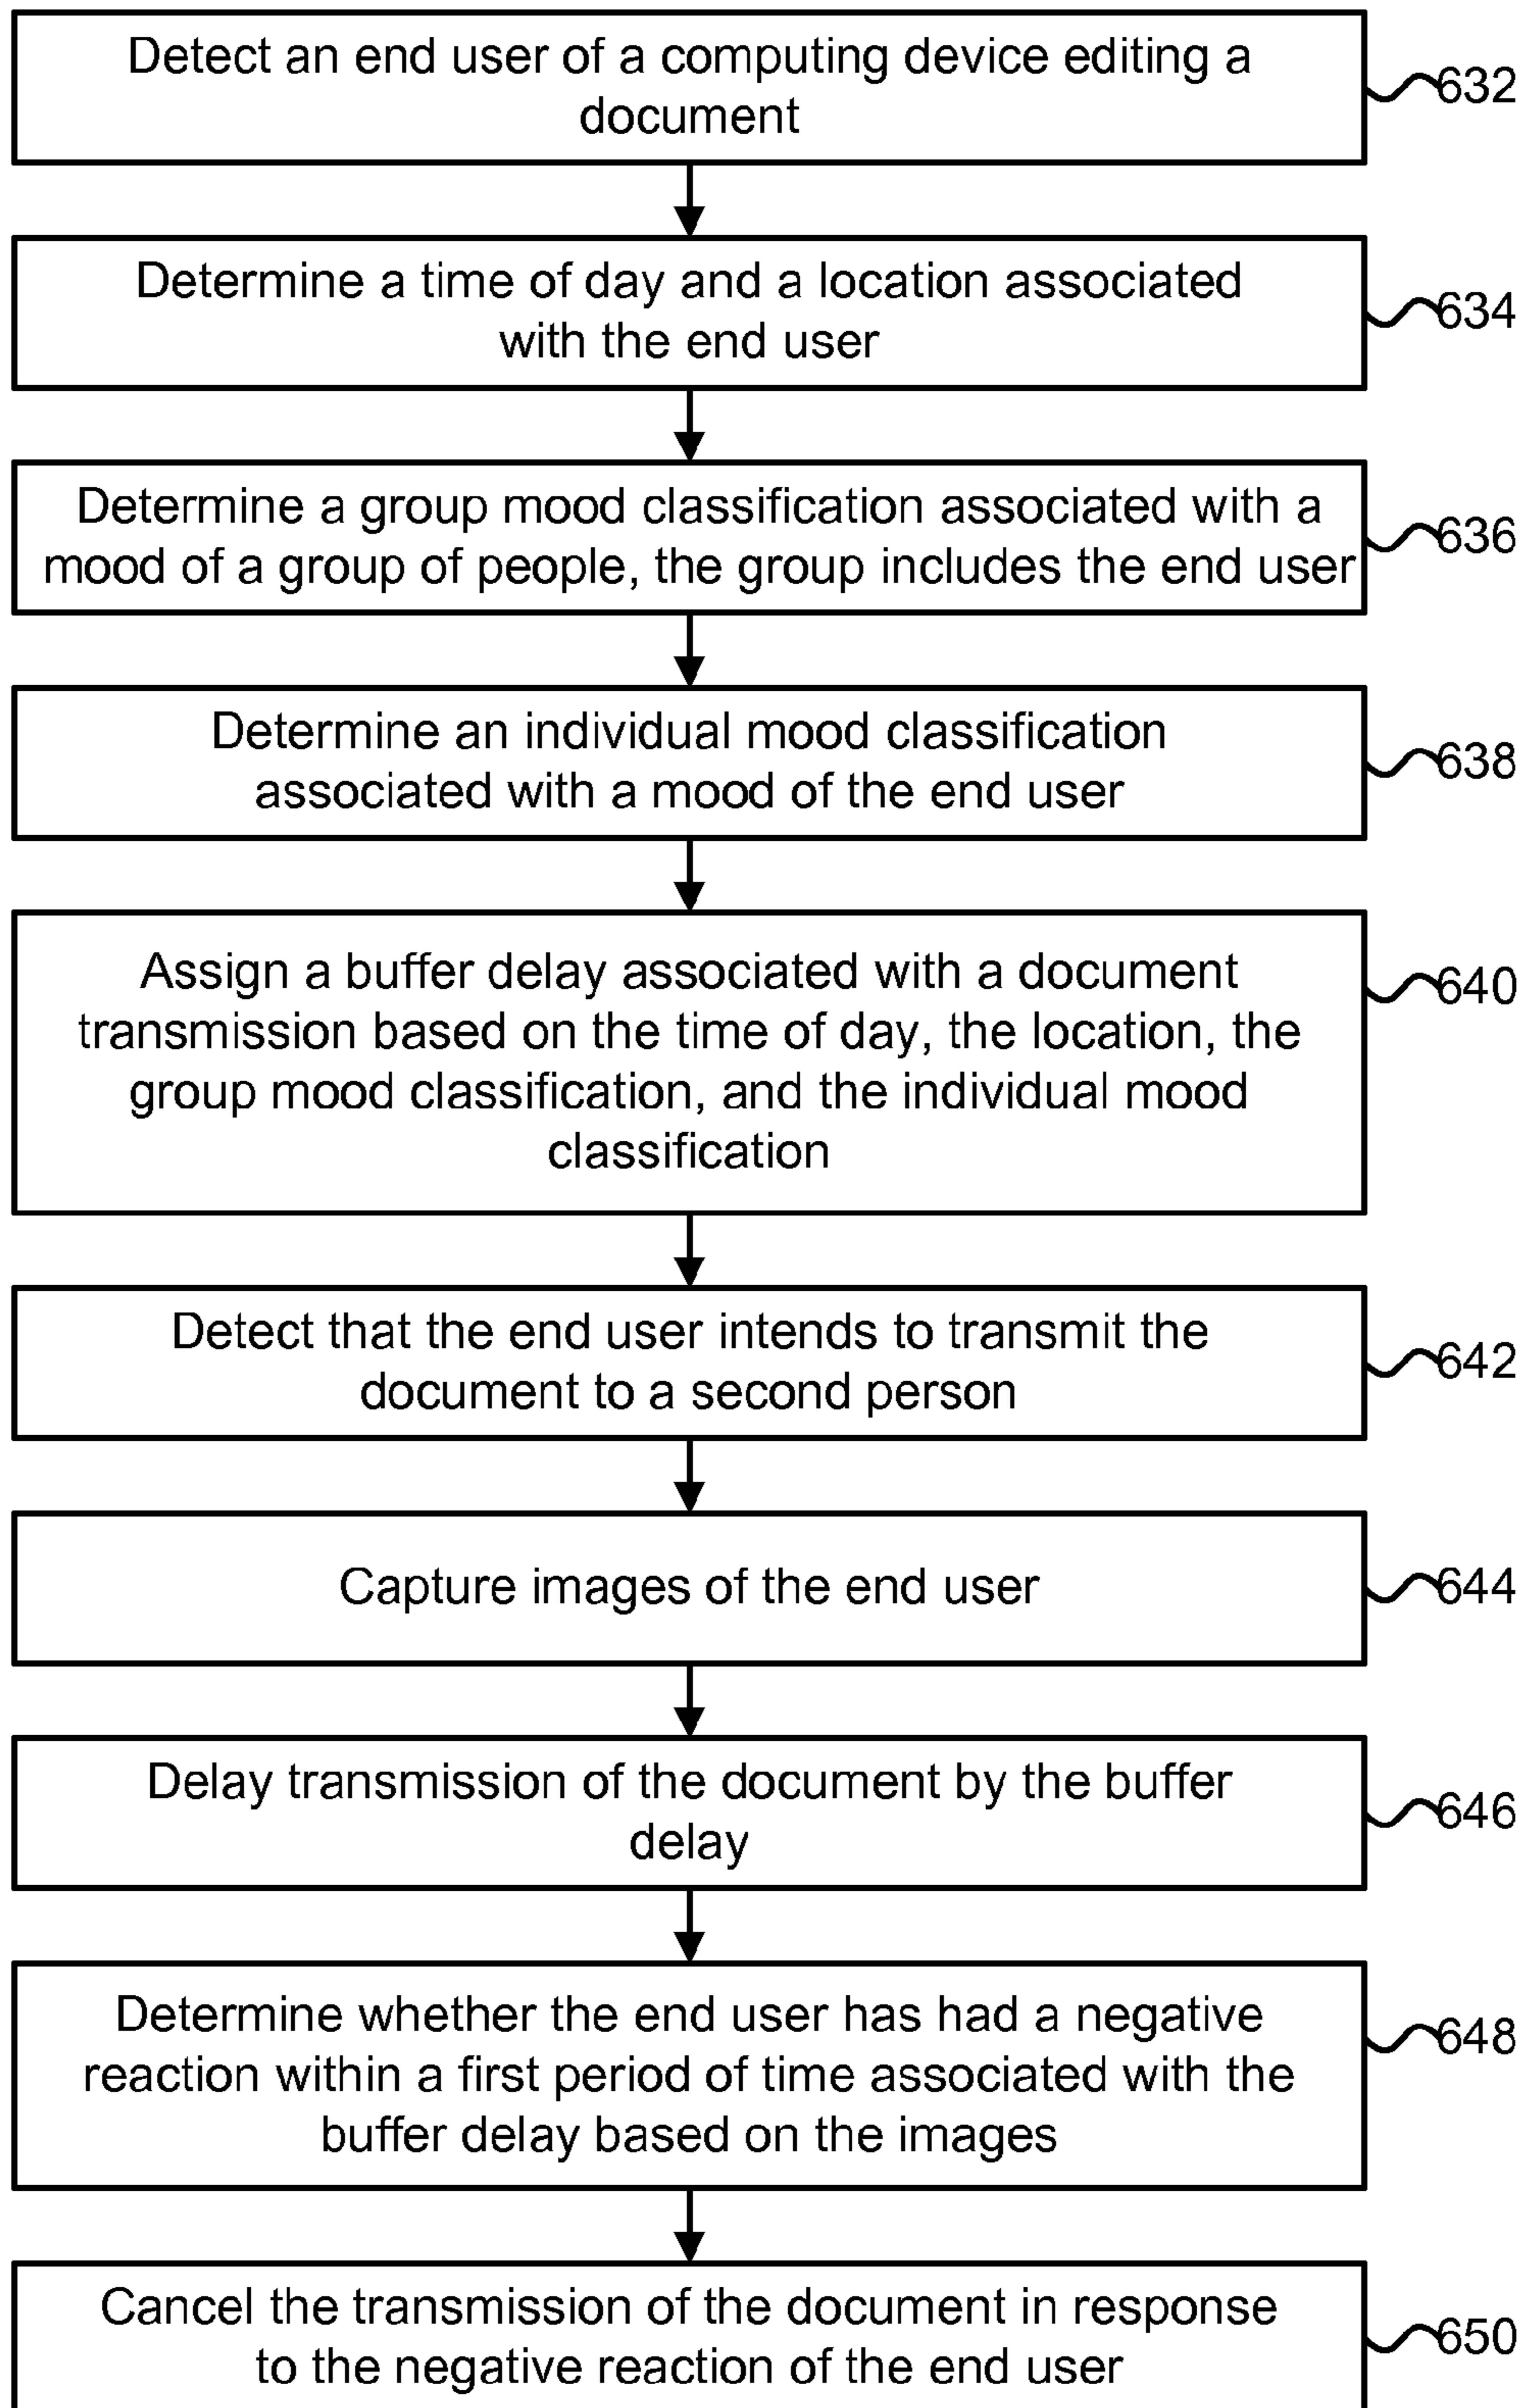 Detect an end user of a computing device editing a
document
632
Determine a time of day and a location associated
with the end user
634
Determine a group mood classification associated with a
mood of a group of people, the group includes the end user
636
Determine an individual mood classification
associated with a mood of the end user
638
Assign a buffer delay associated with a document
transmission based on the time of day, the location, the
group mood classification, and the individual mood
classification
640
Detect that the end user intends to transmit the
document to a second person
642
Capture images of the end user
644
Delay transmission of the document by the buffer
delay
646
Determine whether the end user has had a negative
reaction within a first period of time associated with the
buffer delay based on the images
648
Cancel the transmission of the document in response
to the negative reaction of the end user
650